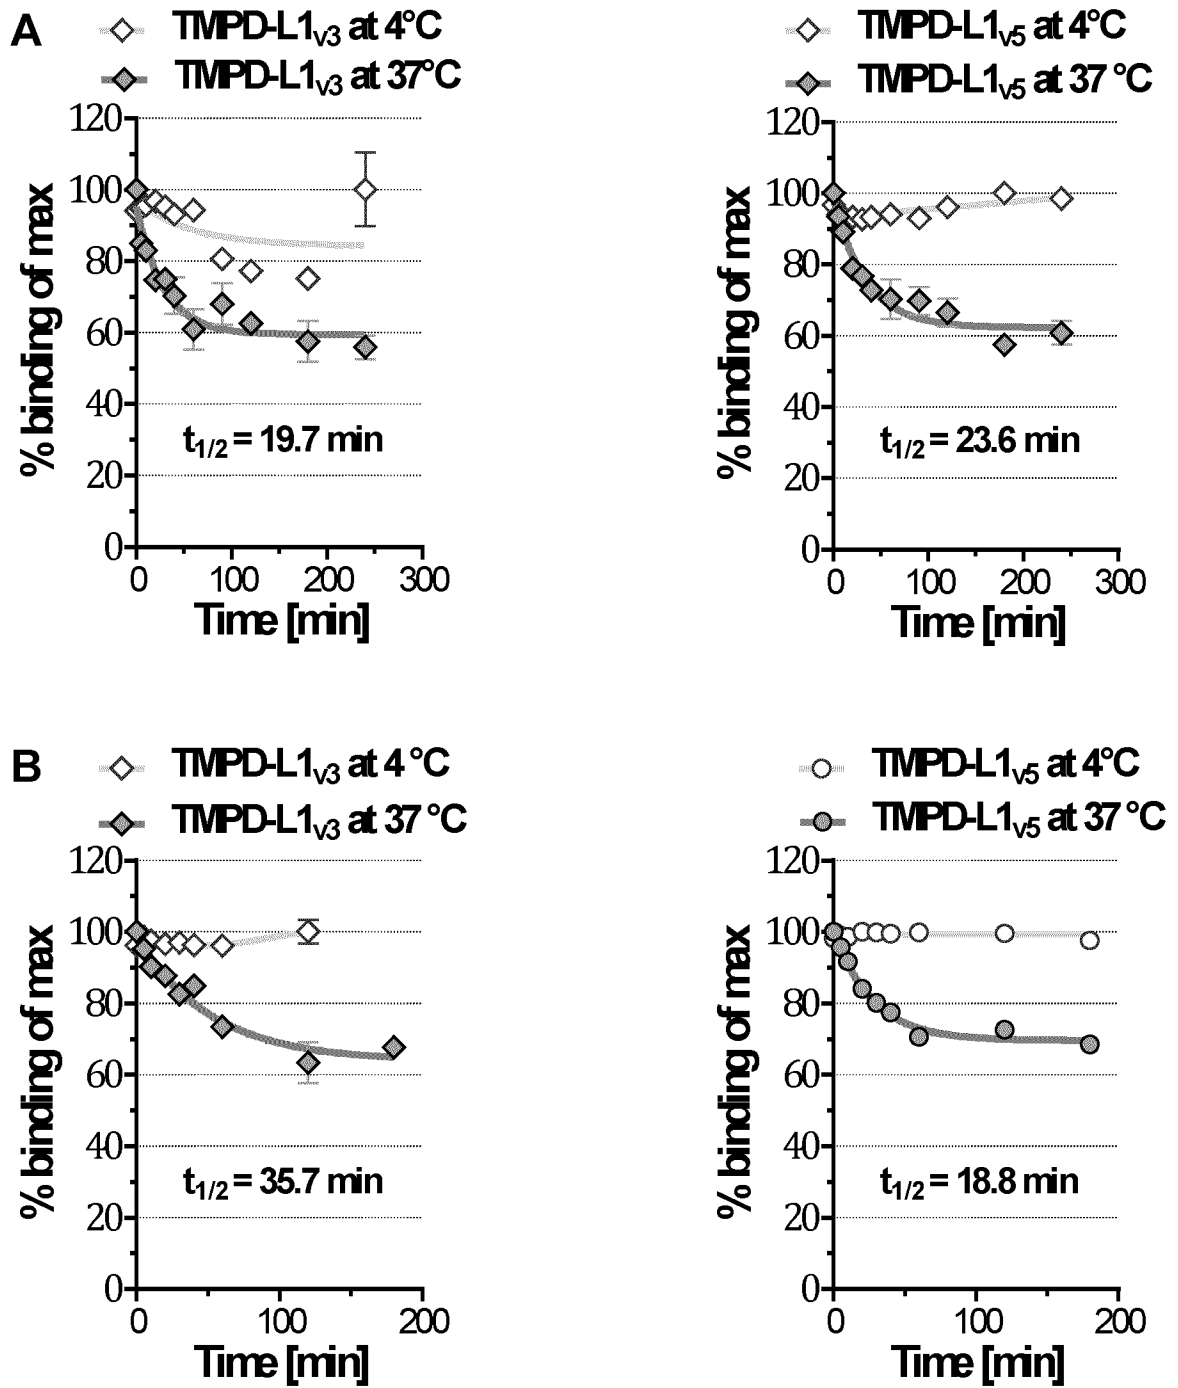 A
TMPD-L1v3 at 4°C
TMPD-L1v3 at 37°C
120
100
80
60
40
20
0
% binding of max
t1/2 = 19.7 min
0 100 200 300
Time [min]
TMPD-L1v5 at 4°C
TMPD-L1v5 at 37 °C
120
100
80
60
40
20
0
% binding of max
t1/2 = 23.6 min
0 100 200 300
Time [min]
B
TMPD-L1v3 at 4 °C
TMPD-L1v3 at 37 °C
120
100
80
60
40
20
0
% binding of max
t1/2 = 35.7 min
0 100 200
Time [min]
TMPD-L1v5 at 4°C
TMPD-L1v5 at 37 °C
120
100
80
60
40
20
0
% binding of max
t1/2 = 18.8 min
0 100 200
Time [min]